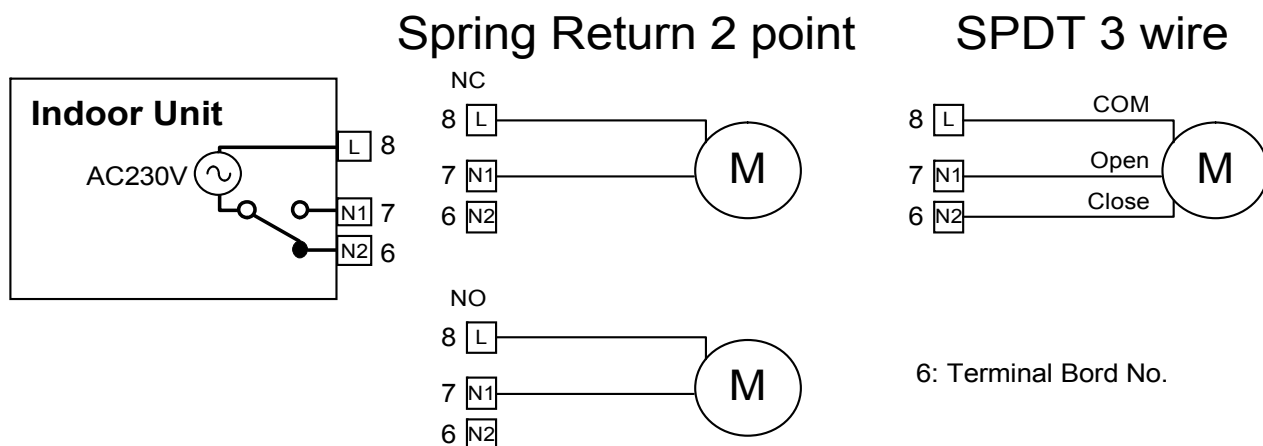 Spring Return 2 point
SPDT 3 wire
Indoor Unit
AC230V
L 8
N1 7
N2 6
NC
8 L
7 N1
6 N2
M
NO
8 L
7 N1
6 N2
M
8 L COM
7 N1 Open
6 N2 Close
M
6: Terminal Bord No.